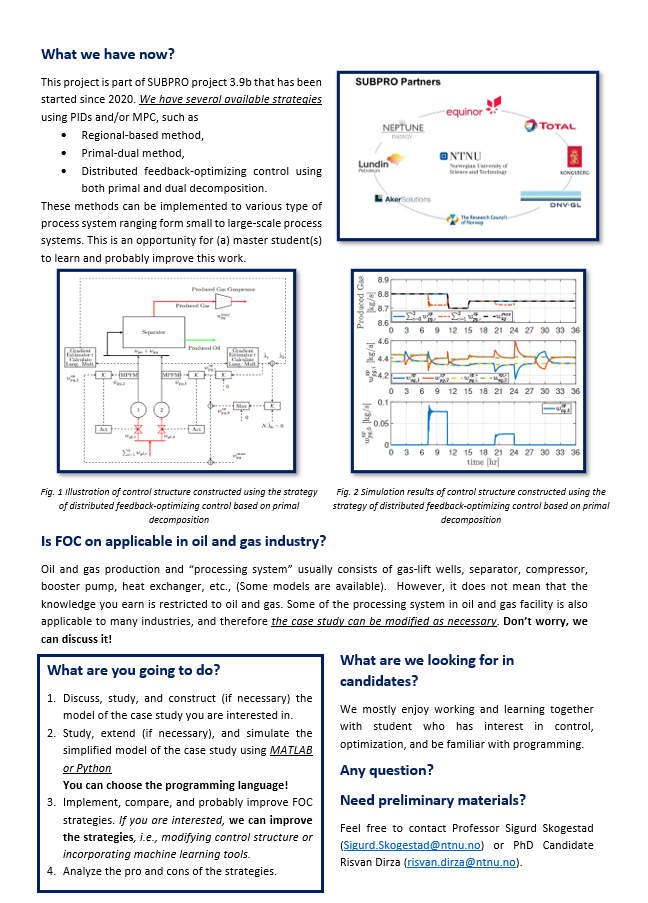 What we have now?
This project is part of SUBPRO project 3.9b that has been
started since 2020. We have several available strategies
using PIDs and/or MPC, such as
• Regional-based method,
• Primal-dual method,
• Distributed feedback-optimizing control using
both primal and dual decomposition.
These methods can be implemented to various type of
process system ranging form small to large-scale process
systems. This is an opportunity for (a) master student(s)
to learn and probably improve this work.
SUBPRO Partners
equinor
NEPTUNE
ENERGY
TOTAL
Lundin
Petroleum
NTNU
Norwegian University of
Science and Technology
KONGSBERG
AkerSolutions
DNV·GL
The Research Council
of Norway
Produced Gas Compressor
Produced Gas
Separator
Produced Oil
Gradient
Estimator+
Calculate
Lang. Mult.
Gradient
Estimator+
Calculate
Lang. Mult.
K
MPFM
MPFM
K
K
K
1
2
Max
K
0
0
Produced Gas
[kg/s]
8.9
8.8
8.7
8.6
0 3 6 9 12 15 18 21 24 27 30 33 36
[kg/s]
4.6
4.4
4.2
0 3 6 9 12 15 18 21 24 27 30 33 36
[kg/s]
0.1
0.05
0
0 3 6 9 12 15 18 21 24 27 30 33 36
time [hr]
Fig. 1 Illustration of control structure constructed using the strategy
of distributed feedback-optimizing control based on primal
decomposition
Fig. 2 Simulation results of control structure constructed using the
strategy of distributed feedback-optimizing control based on primal
decomposition
Is FOC on applicable in oil and gas industry?
Oil and gas production and “processing system” usually consists of gas-lift wells, separator, compressor,
booster pump, heat exchanger, etc., (Some models are available). However, it does not mean that the
knowledge you earn is restricted to oil and gas. Some of the processing system in oil and gas facility is also
applicable to many industries, and therefore the case study can be modified as necessary. Don’t worry, we
can discuss it!
What are you going to do?
1. Discuss, study, and construct (if necessary) the
model of the case study you are interested in.
2. Study, extend (if necessary), and simulate the
simplified model of the case study using MATLAB
or Python
You can choose the programming language!
3. Implement, compare, and probably improve FOC
strategies. If you are interested, we can improve
the strategies, i.e., modifying control structure or
incorporating machine learning tools.
4. Analyze the pro and cons of the strategies.
What are we looking for in
candidates?
We mostly enjoy working and learning together
with student who has interest in control,
optimization, and be familiar with programming.
Any question?
Need preliminary materials?
Feel free to contact Professor Sigurd Skogestad
(Sigurd.Skogestad@ntnu.no) or PhD Candidate
Risvan Dirza (risvan.dirza@ntnu.no).